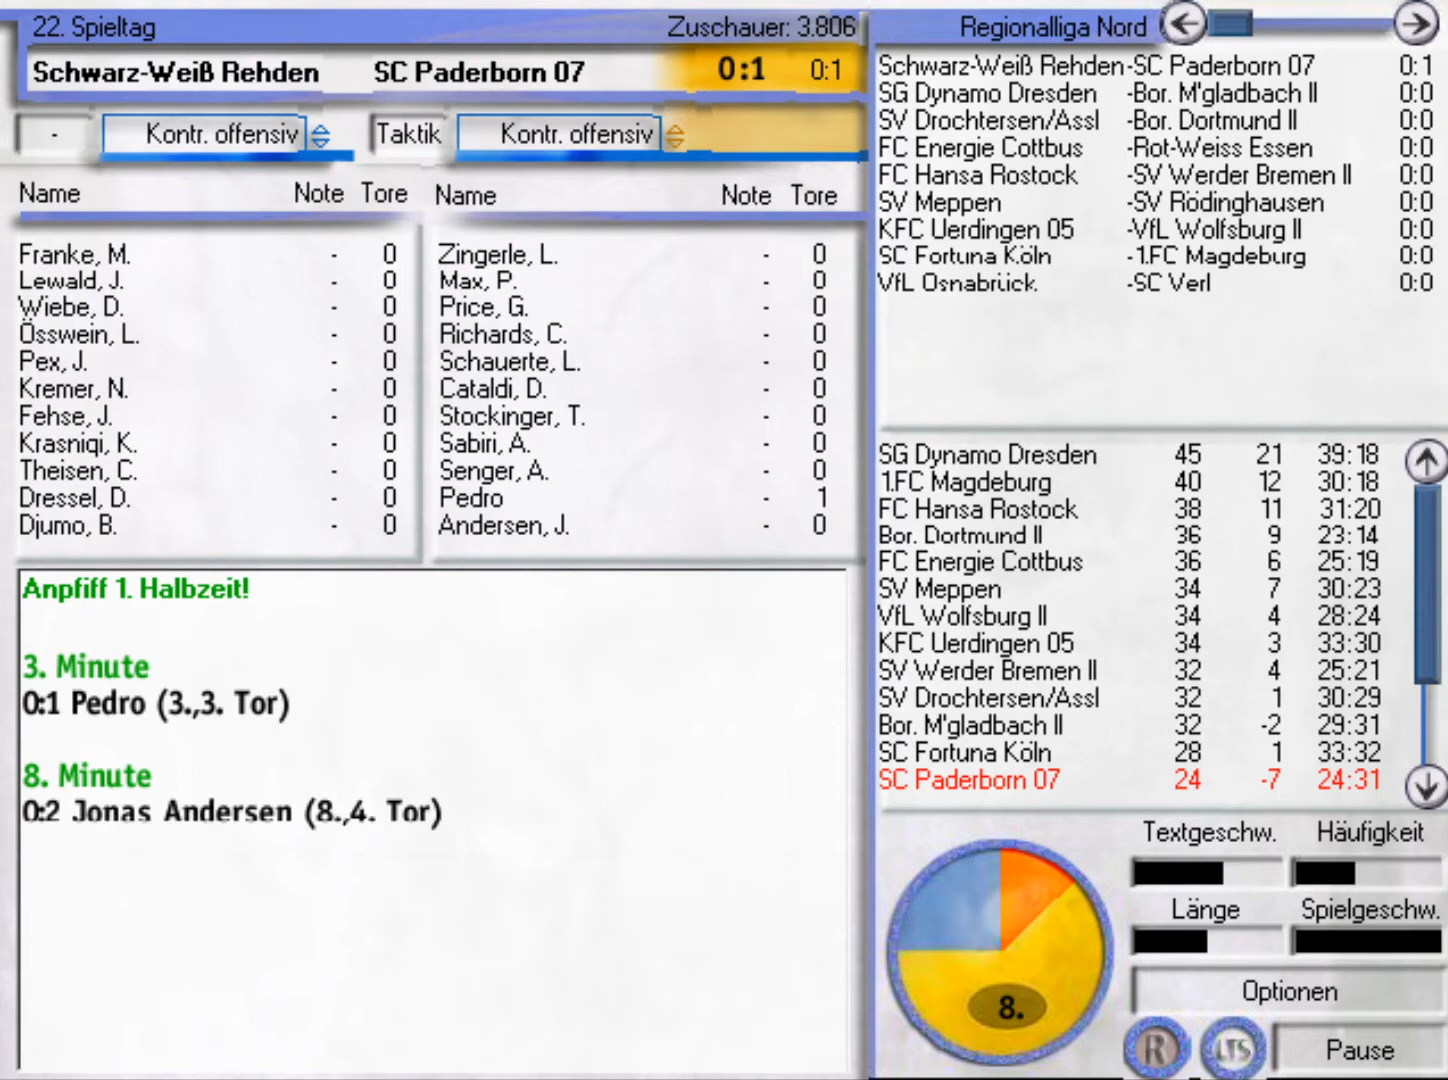 22. Spieltag Zuschauer: 3.806
Schwarz-Weiß Rehden SC Paderborn 07 0:1 0:1
- Kontr. offensiv Taktik Kontr. offensiv
Name Note Tore Name Note Tore
Franke, M. - 0 Zingerle, L. - 0
Lewald, J. - 0 Max, P. - 0
Wiebe, D. - 0 Price, G. - 0
Össwein, L. - 0 Richards, C. - 0
Pex, J. - 0 Schauerte, L. - 0
Kremer, N. - 0 Cataldi, D. - 0
Fehse, J. - 0 Stockinger, T. - 0
Krasniqi, K. - 0 Sabiri, A. - 0
Theisen, C. - 0 Senger, A. - 0
Dressel, D. - 0 Pedro - 1
Djumo, B. - 0 Andersen, J. - 0
Anpfiff 1. Halbzeit!
3. Minute
0:1 Pedro (3.,3. Tor)
8. Minute
0:2 Jonas Andersen (8.,4. Tor)
Regionalliga Nord
Schwarz-Weiß Rehden -SC Paderborn 07 0:1
SG Dynamo Dresden -Bor. M'gladbach II 0:0
SV Drochtersen/Assl -Bor. Dortmund II 0:0
FC Energie Cottbus -Rot-Weiss Essen 0:0
FC Hansa Rostock -SV Werder Bremen II 0:0
SV Meppen -SV Rödinghausen 0:0
KFC Uerdingen 05 -VfL Wolfsburg II 0:0
SC Fortuna Köln -1.FC Magdeburg 0:0
VfL Osnabrück -SC Verl 0:0
SG Dynamo Dresden 45 21 39:18
1.FC Magdeburg 40 12 30:18
FC Hansa Rostock 38 11 31:20
Bor. Dortmund II 36 9 23:14
FC Energie Cottbus 36 6 25:19
SV Meppen 34 7 30:23
VfL Wolfsburg II 34 4 28:24
KFC Uerdingen 05 34 3 33:30
SV Werder Bremen II 32 4 25:21
SV Drochtersen/Assl 32 1 30:29
Bor. M'gladbach II 32 -2 29:31
SC Fortuna Köln 28 1 33:32
SC Paderborn 07 24 -7 24:31
Textgeschw. Häufigkeit
Länge Spielgeschw.
8.
Optionen
R LTS Pause